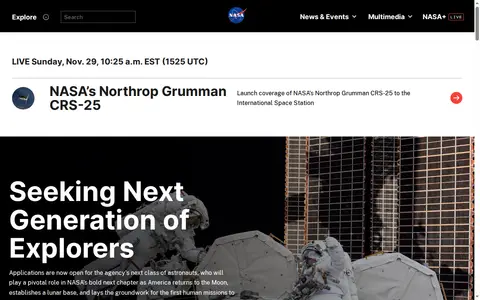 Explore Search NASA News & Events Multimedia NASA+ LIVE
LIVE Sunday, Nov. 29, 10:25 a.m. EST (1525 UTC)
NASA's Northrop Grumman
CRS-25
Launch coverage of NASA's Northrop Grumman CRS-25 to the
International Space Station
Seeking Next
Generation of
Explorers
Applications are now open for the agency's next class of astronauts, who will
play a pivotal role in NASA's bold next chapter as America returns to the Moon,
establishes a lunar base, and lays the groundwork for the first human missions to